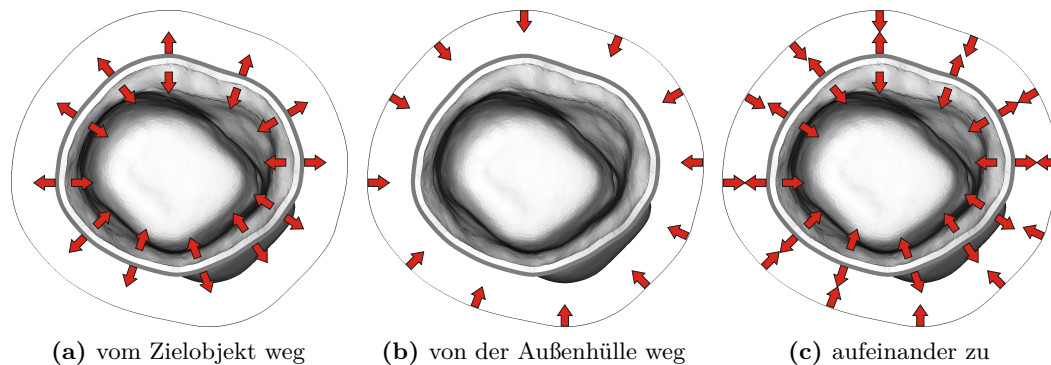 (a) vom Zielobjekt weg
(b) von der Außenhülle weg
(c) aufeinander zu